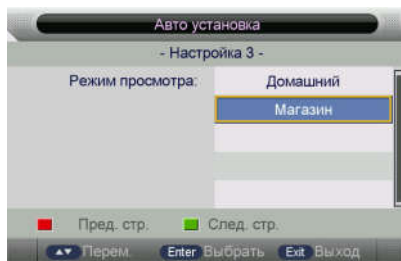 Авто установка
- Настройка 3 -
Режим просмотра: Домашний
Магазин
Пред. стр. След. стр.
Перем. Enter Выбрать Exit Выход